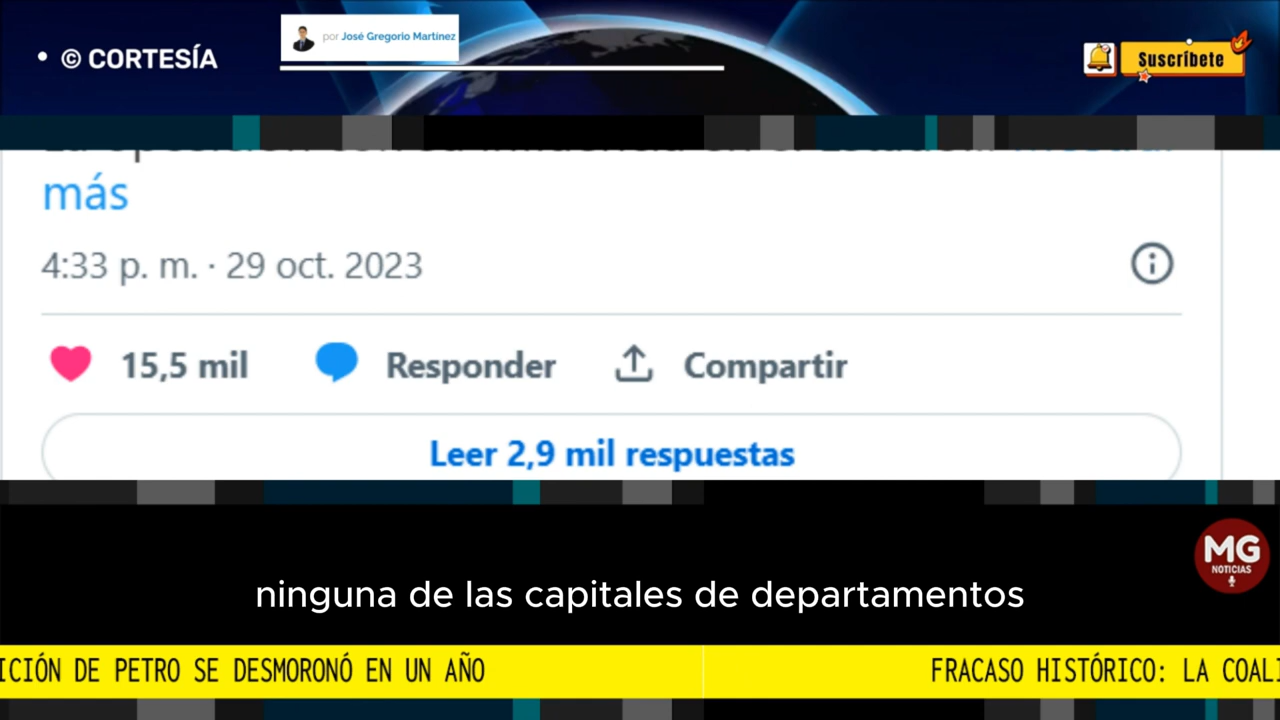 • © CORTESÍA
por José Gregorio Martínez
Suscríbete
más
4:33 p. m. · 29 oct. 2023
15,5 mil
Responder
Compartir
Leer 2,9 mil respuestas
MG
NOTICIAS
ninguna de las capitales de departamentos
ICIÓN DE PETRO SE DESMORONÓ EN UN AÑO
FRACASO HISTÓRICO: LA COALI